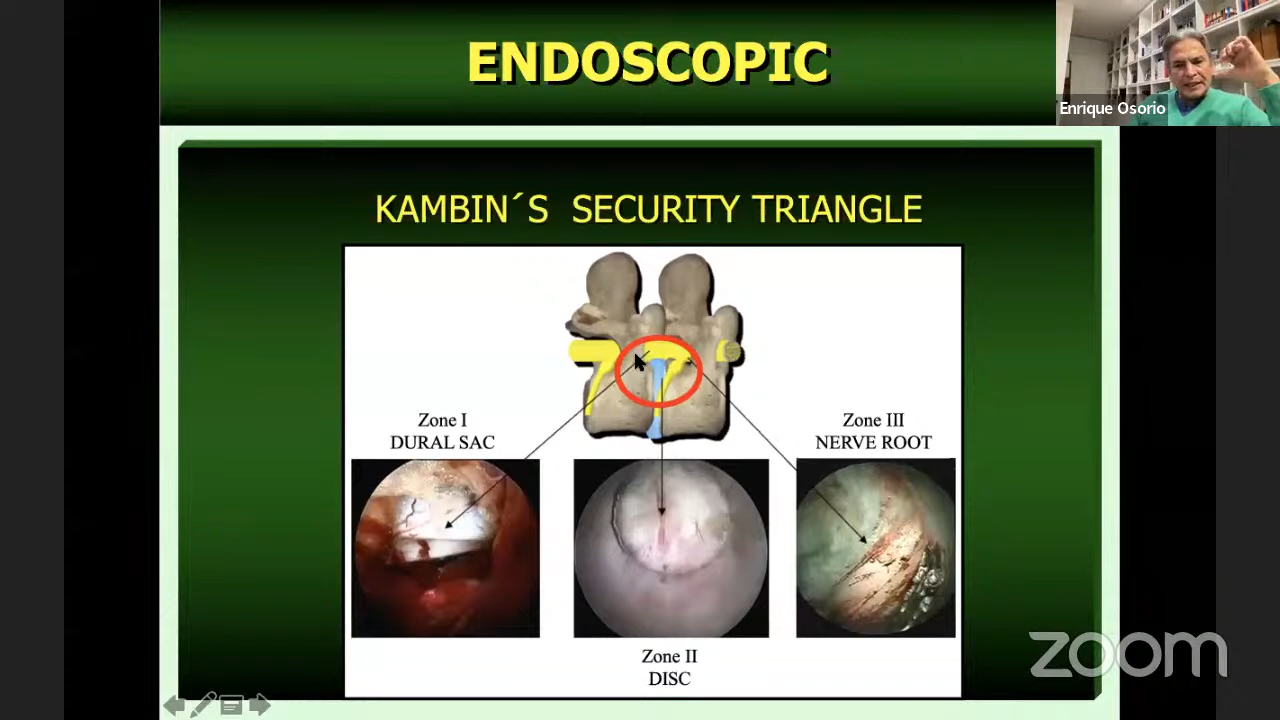 ENDOSCOPIC
Enrique Osorio
KAMBIN´S SECURITY TRIANGLE
Zone I
DURAL SAC
Zone III
NERVE ROOT
Zone II
DISC
zoom